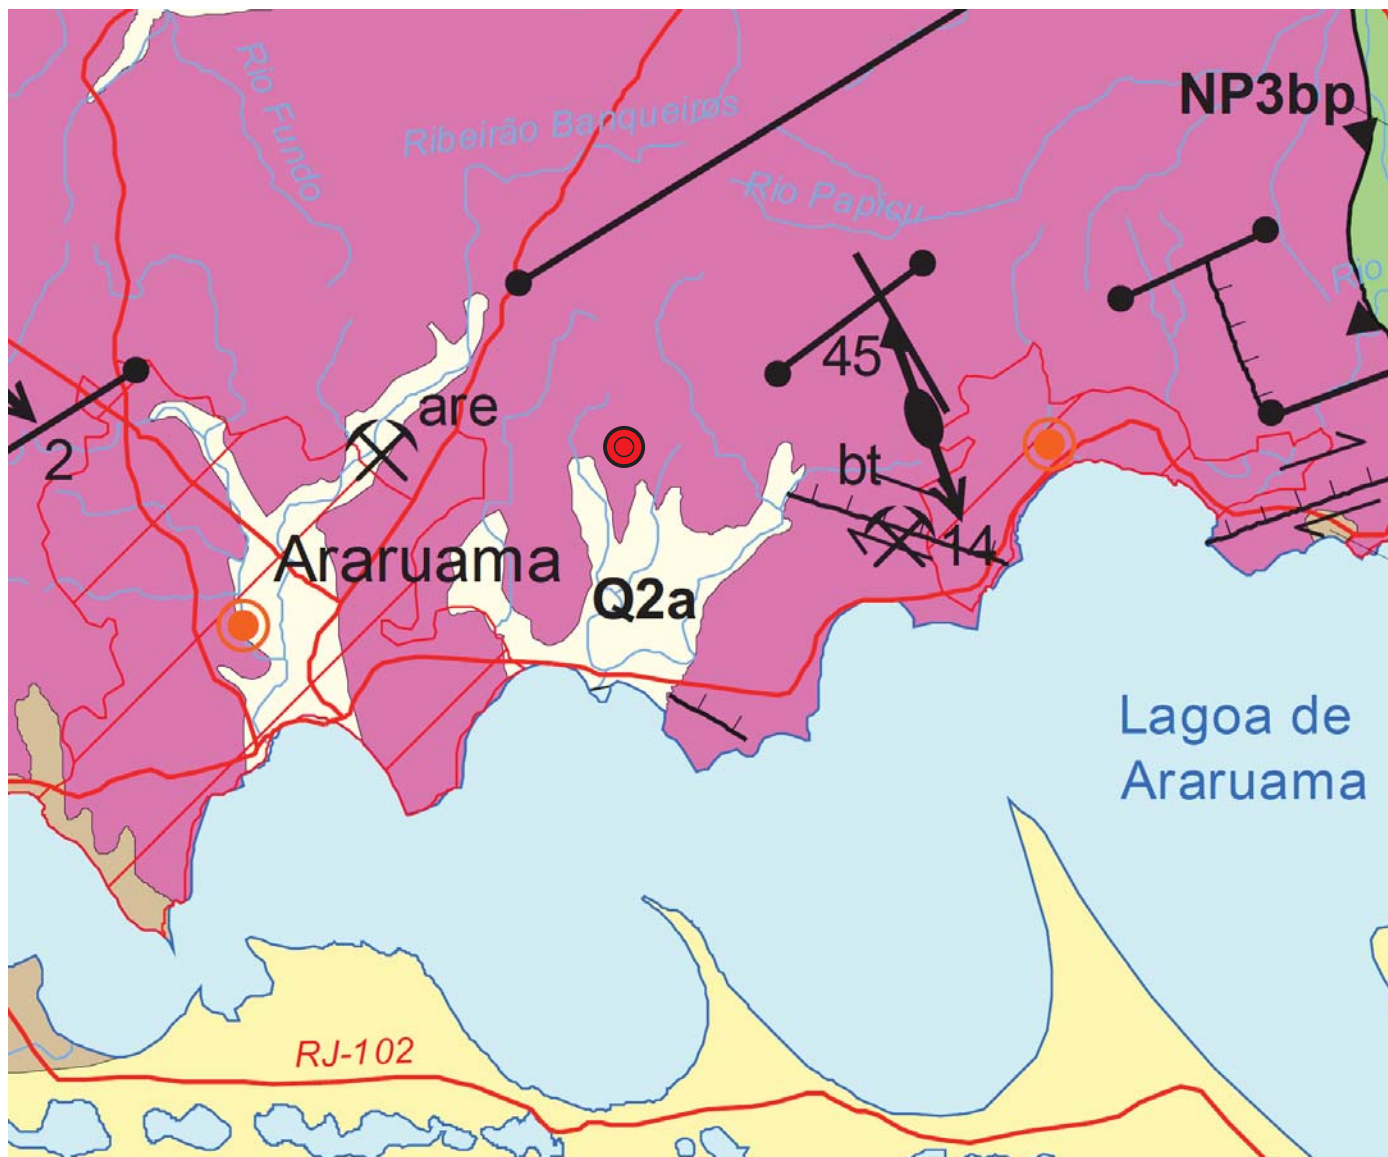 NP3bp
Rio Fundo
Ribeirão Banqueiros
Rio Papicu
Rio
45
are
2
bt
14
Araruama
Q2a
Lagoa de
Araruama
RJ-102